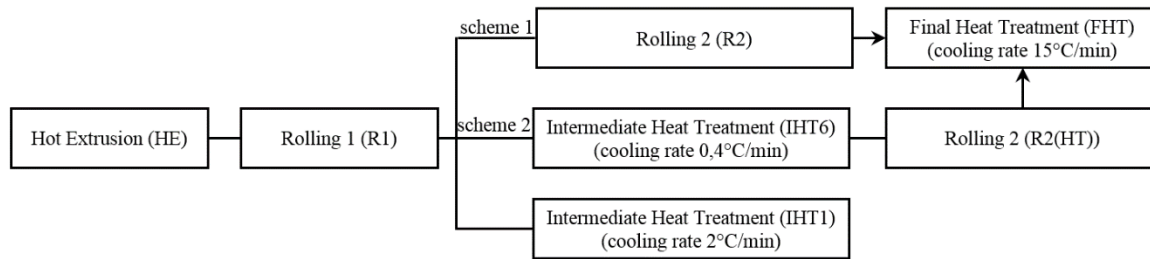 scheme 1
Rolling 2 (R2)
Final Heat Treatment (FHT)
(cooling rate 15°C/min)
Hot Extrusion (HE)
Rolling 1 (R1)
scheme 2
Intermediate Heat Treatment (IHT6)
(cooling rate 0,4°C/min)
Rolling 2 (R2(HT))
Intermediate Heat Treatment (IHT1)
(cooling rate 2°C/min)